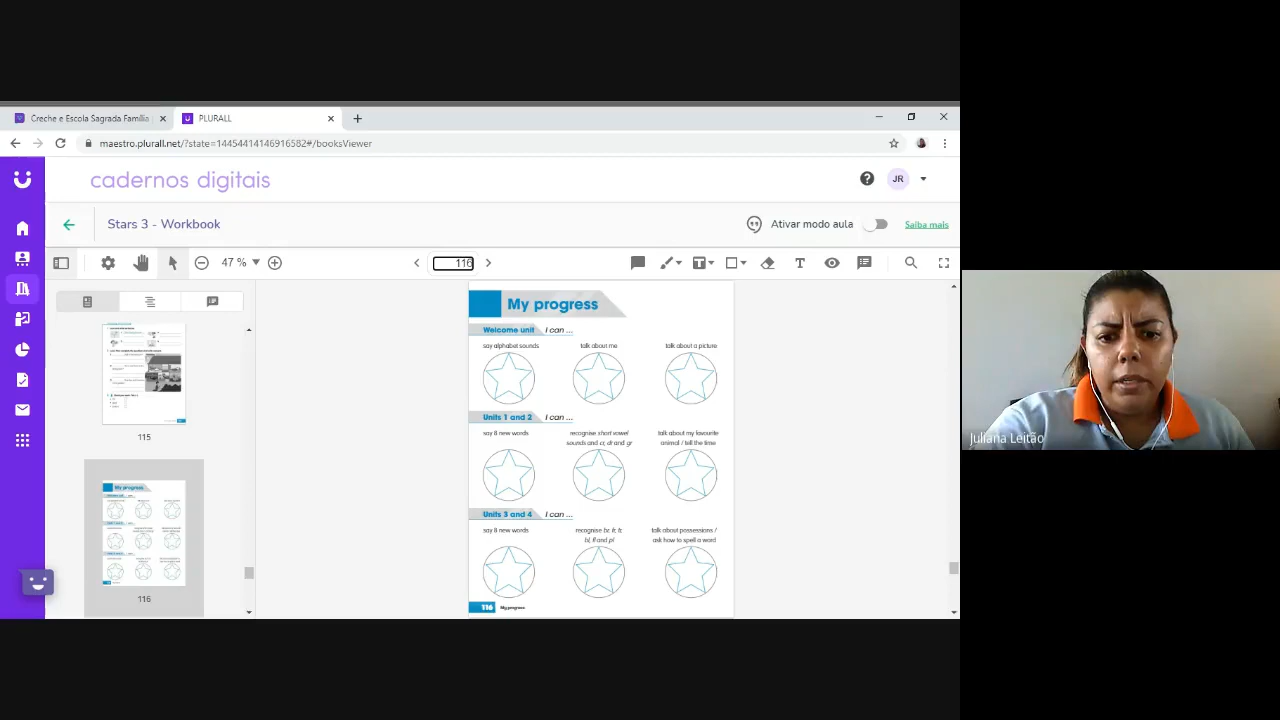 Creche e Escola Sagrada Família
PLURALL
maestro.plurall.net/?state=14454414146916582#/booksViewer
cadernos digitais
JR
Stars 3 - Workbook
Ativar modo aula
Saiba mais
47 %
116
115
116
My progress
Welcome unit I can ...
say alphabet sounds talk about me talk about a picture
Units 1 and 2 I can ...
say 8 new words recognise short vowel sounds and cr, dr and gr talk about my favourite animal / tell the time
Units 3 and 4 I can ...
say 8 new words
talk about possessions / ask how to spell a word
116 My progress
Juliana Leitão